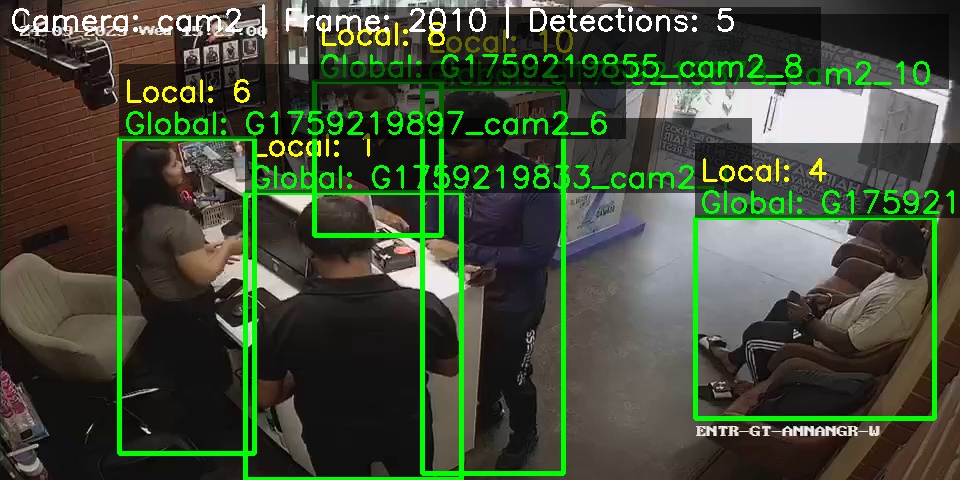 Camera: cam2 | Frame: 2010 | Detections: 5
Local: 8
Local: 10
Global: G1759219855_cam2_8
am2_10
Local: 6
Global: G1759219897_cam2_6
Local: 1
Global: G1759219833_cam2
Local: 4
Global: G175921
ENTR-GT-ANNANGR-W